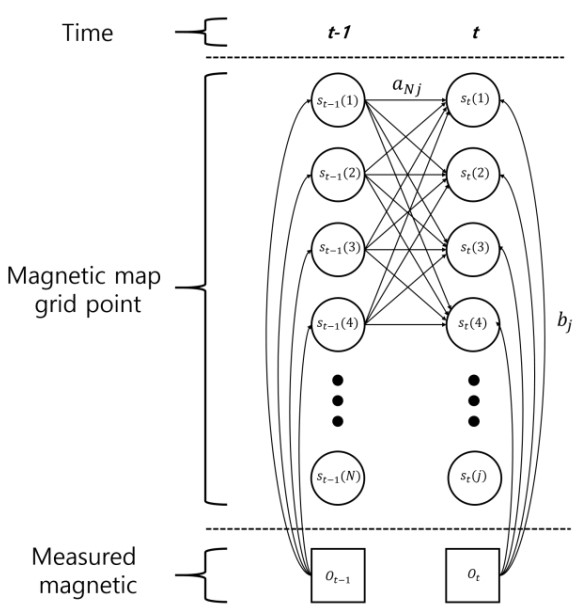 Time
t-1
t
a_{Nj}
s_{t-1}(1)
s_t(1)
s_{t-1}(2)
s_t(2)
s_{t-1}(3)
s_t(3)
Magnetic map
grid point
s_{t-1}(4)
s_t(4)
b_j
s_{t-1}(N)
s_t(j)
Measured
magnetic
O_{t-1}
O_t